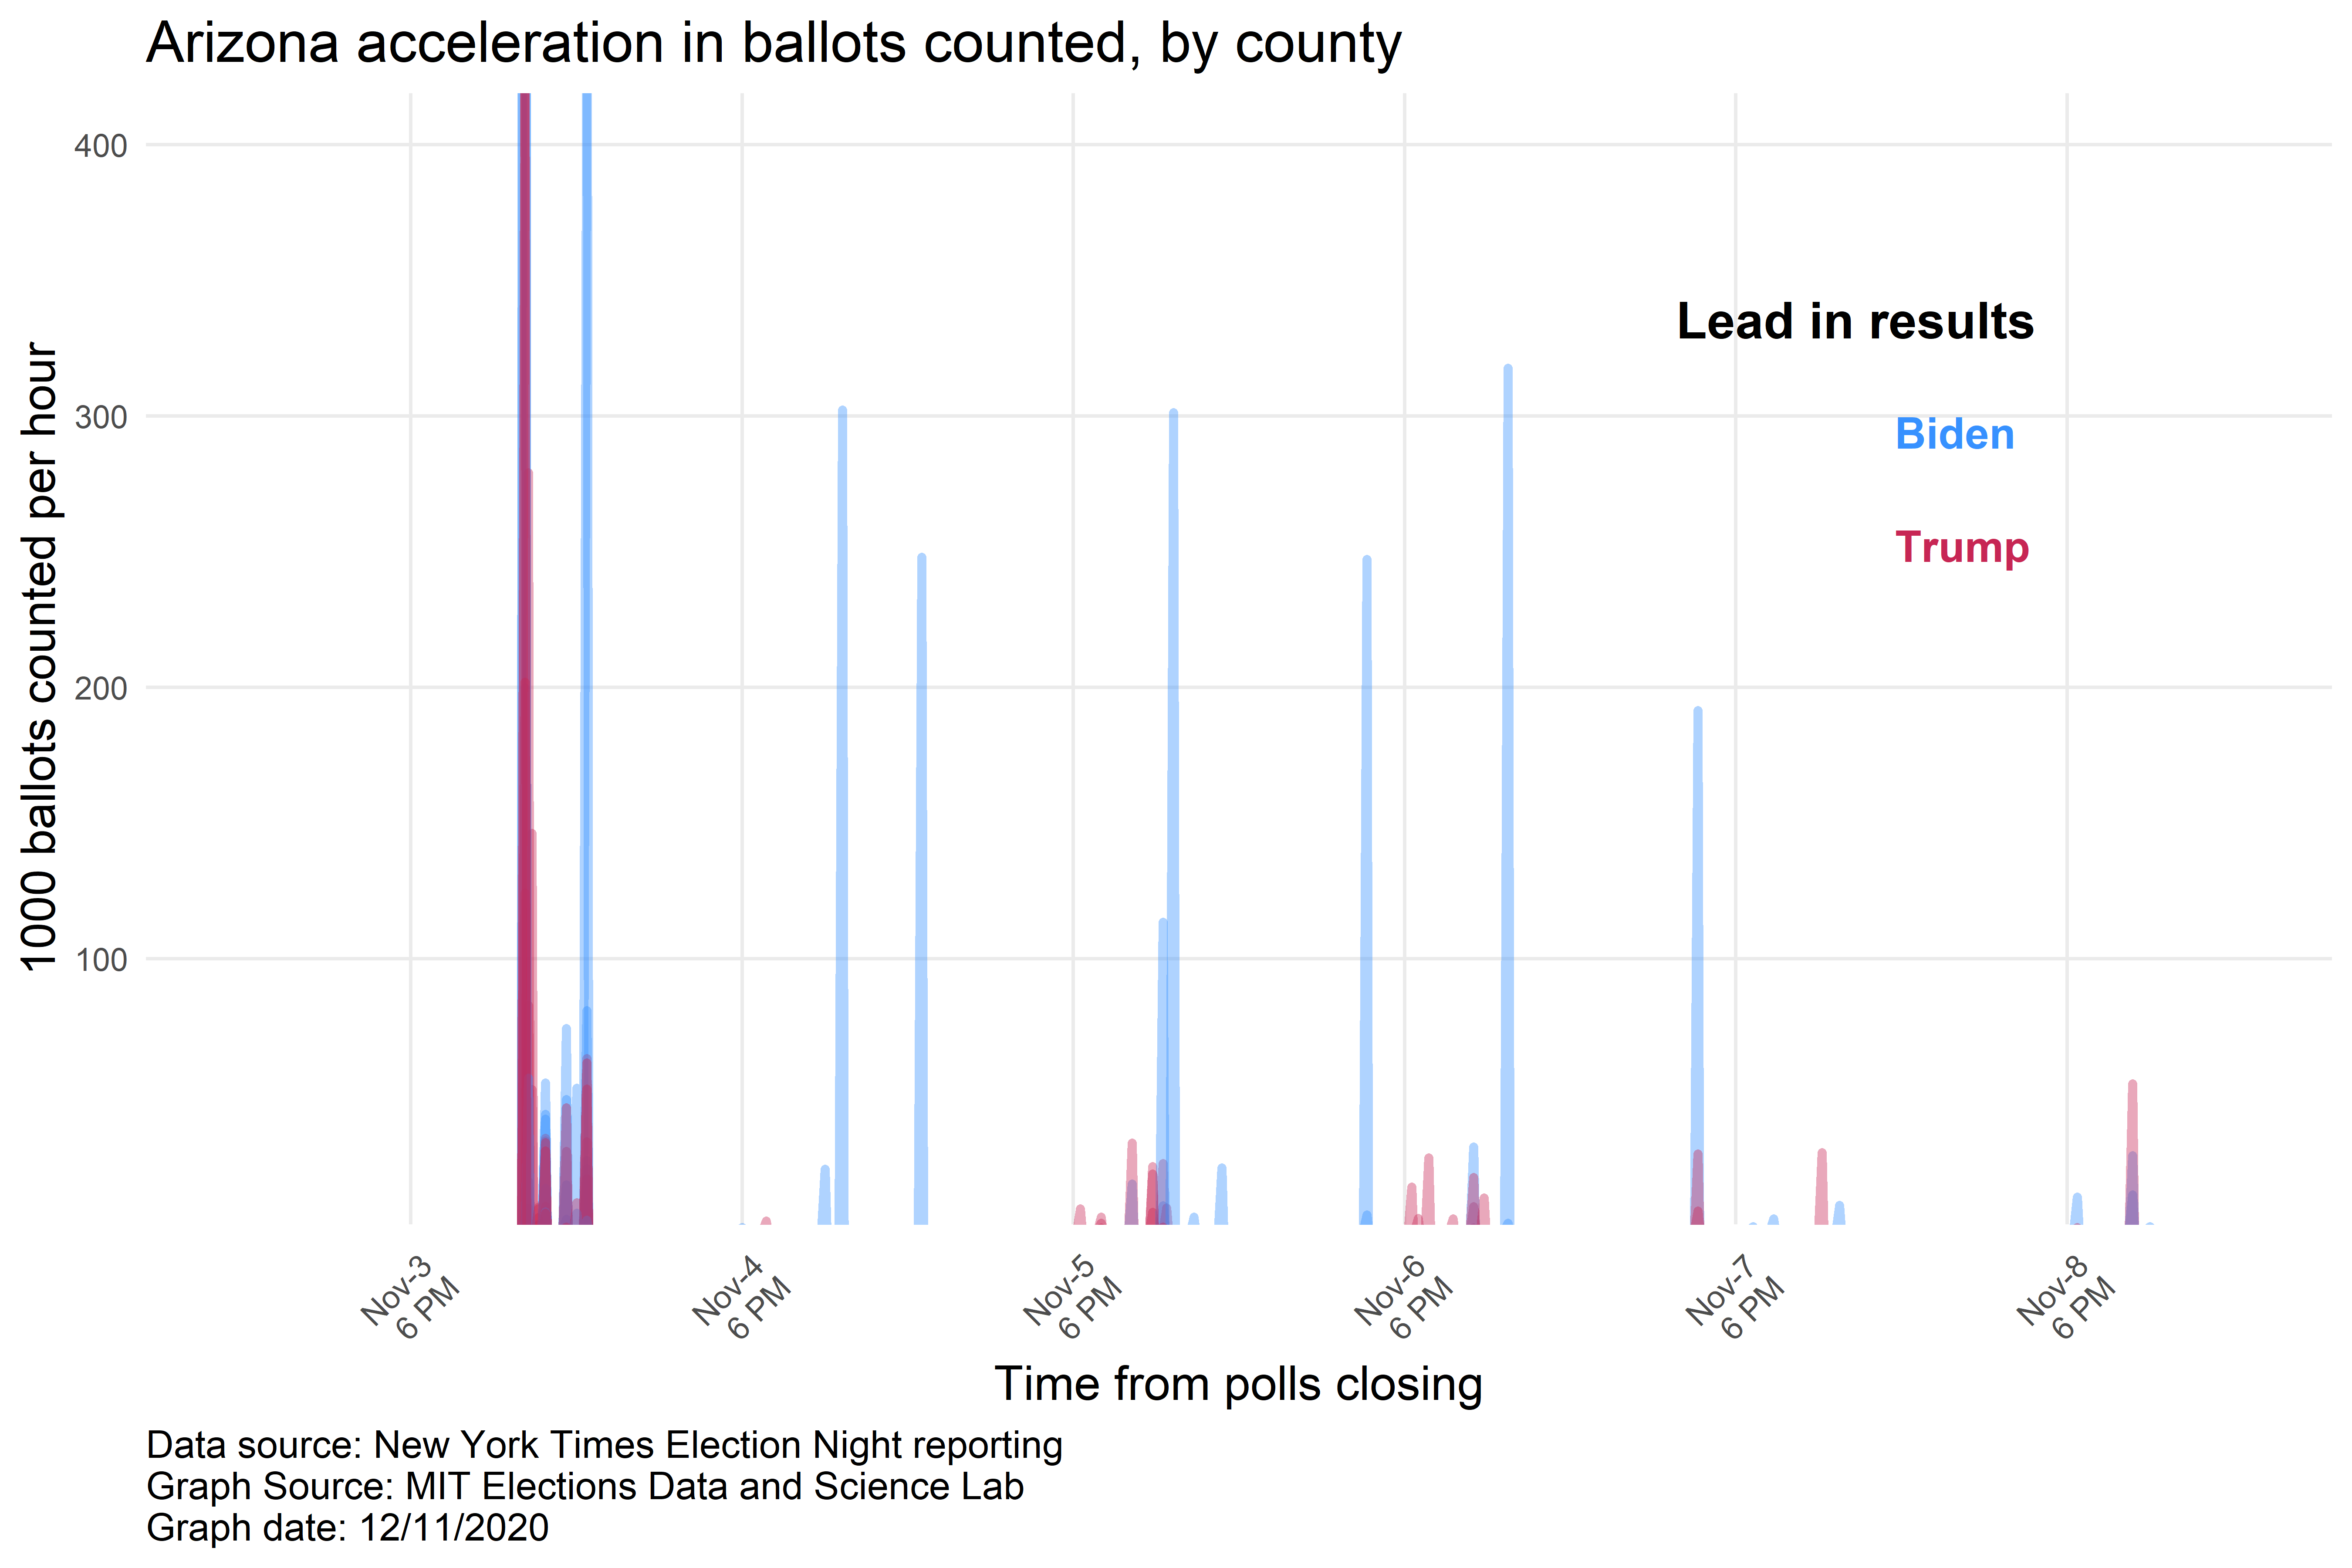 Arizona acceleration in ballots counted, by county
1000 ballots counted per hour
400
300
200
100
Lead in results
Biden
Trump
Nov-3
6 PM
Nov-4
6 PM
Nov-5
6 PM
Nov-6
6 PM
Nov-7
6 PM
Nov-8
6 PM
Time from polls closing
Data source: New York Times Election Night reporting
Graph Source: MIT Elections Data and Science Lab
Graph date: 12/11/2020